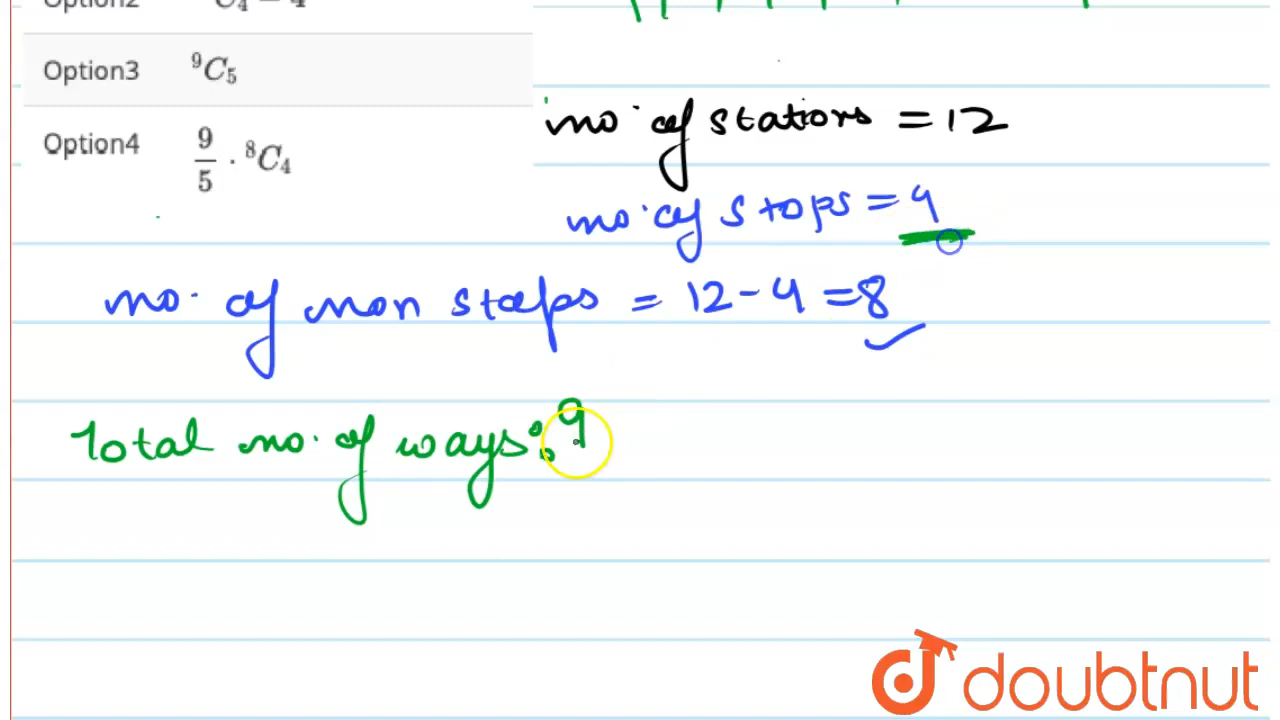 Option3 ⁹C₅
Option4 9/5 · ⁸C₄
no. of stations = 12
no. of stops = 4
no. of non stops = 12 - 4 = 8
Total no. of ways : 9
doubtnut